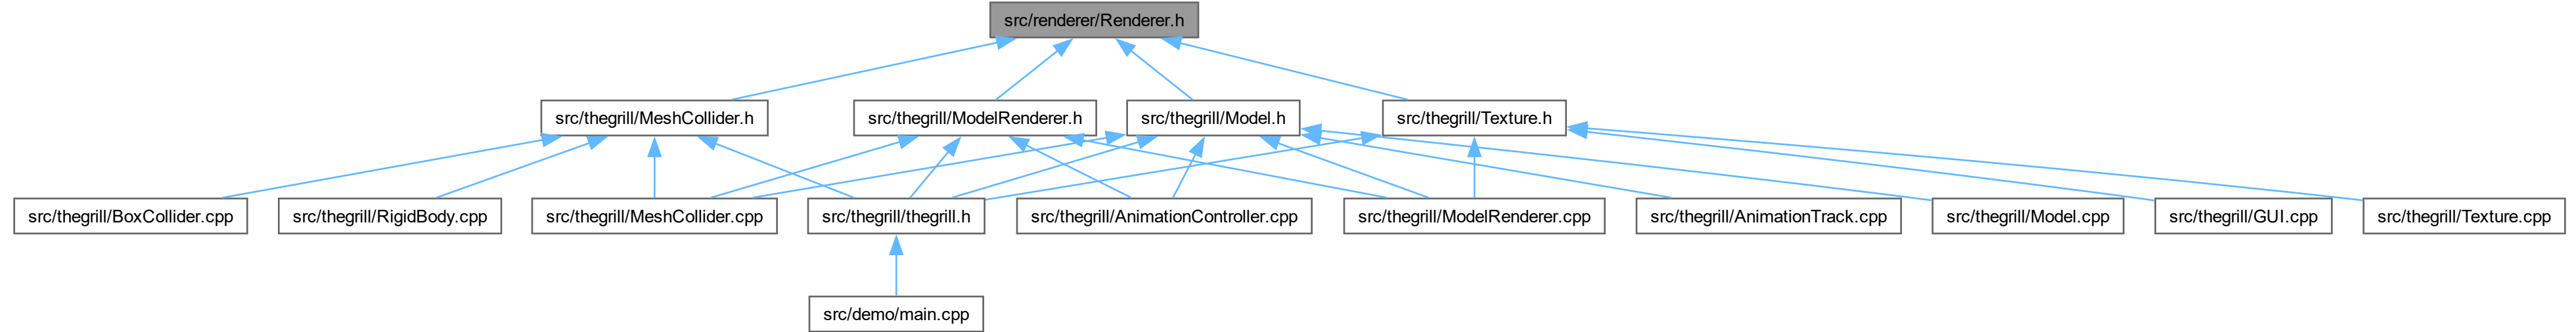 src/renderer/Renderer.h
src/thegrill/MeshCollider.h
src/thegrill/ModelRenderer.h
src/thegrill/Model.h
src/thegrill/Texture.h
src/thegrill/BoxCollider.cpp
src/thegrill/RigidBody.cpp
src/thegrill/MeshCollider.cpp
src/thegrill/thegrill.h
src/thegrill/AnimationController.cpp
src/thegrill/ModelRenderer.cpp
src/thegrill/AnimationTrack.cpp
src/thegrill/Model.cpp
src/thegrill/GUI.cpp
src/thegrill/Texture.cpp
src/demo/main.cpp